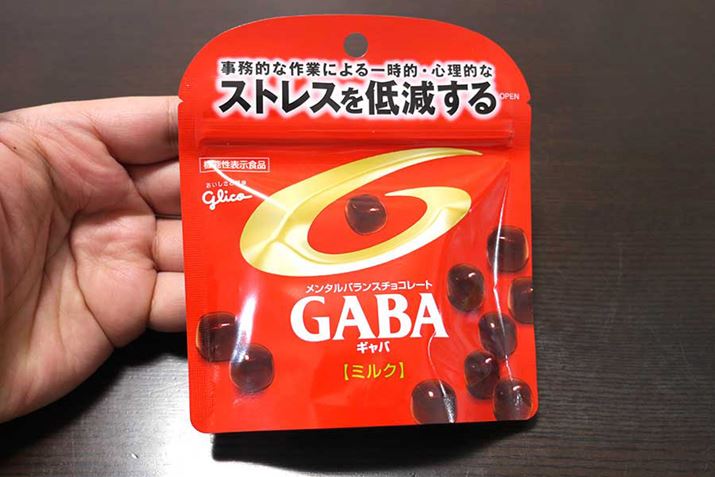 事務的な作業による一時的・心理的な
ストレスを低減する
OPEN
機能性表示食品
おいしさと健康
Glico
メンタルバランスチョコレート
GABA
ギャバ
【ミルク】